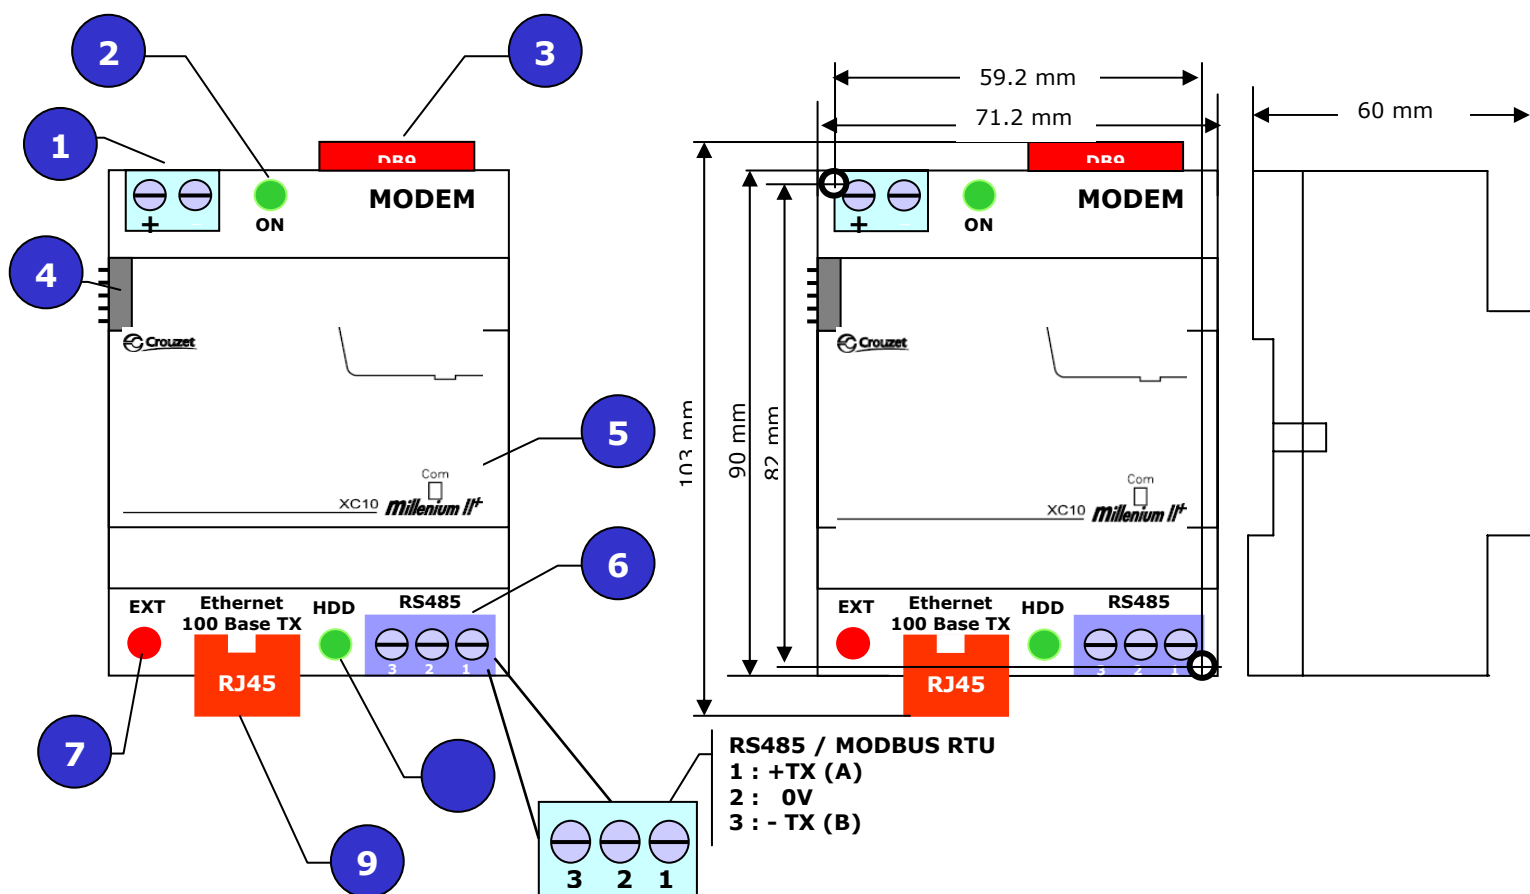 2
3
1
DB9
MODEM
+
ON
4
Crouzet
5
Com
XC10 Millenium II+
6
EXT
Ethernet
100 Base TX
HDD
RS485
3 2 1
RJ45
7
9
3 2 1
RS485 / MODBUS RTU
1 : +TX (A)
2 : 0V
3 : - TX (B)
59.2 mm
71.2 mm
60 mm
103 mm
90 mm
82 mm
DB9
MODEM
+
ON
Crouzet
Com
XC10 Millenium II+
EXT
Ethernet
100 Base TX
HDD
RS485
3 2 1
RJ45